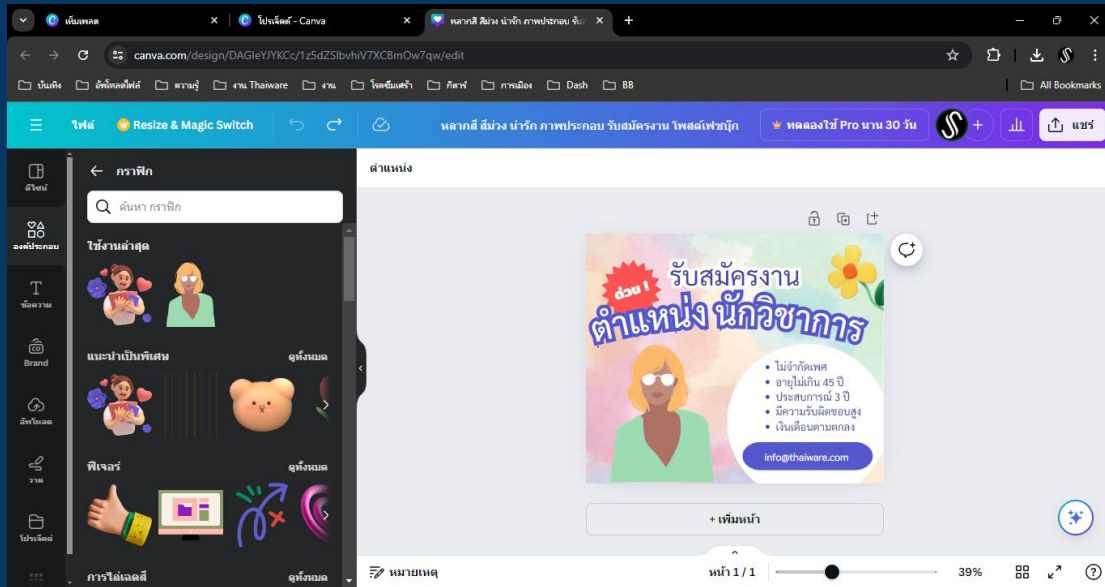 เพิ่มเพลต
โปรเจ็คต์ - Canva
หลากสี สีม่วง น่ารัก ภาพประกอบ รับส
canva.com/design/DAGIeYJYKCc/1z5dZSlbvhiV7XCBmOw7qw/edit
บันเทิง
อัพโหลดไฟล์
ความรู้
งาน Thaiware
งาน
โรคซึมเศร้า
กีตาร์
การเมือง
Dash
BB
All Bookmarks
ไฟล์
Resize & Magic Switch
หลากสี สีม่วง น่ารัก ภาพประกอบ รับสมัครงาน โพสต์เฟซบุ๊ก
ทดลองใช้ Pro นาน 30 วัน
แชร์
ดีไซน์
องค์ประกอบ
ข้อความ
Brand
อัพโหลด
วาด
โปรเจ็คต์
กราฟิก
ค้นหา กราฟิก
ใช้งานล่าสุด
แนะนำเป็นพิเศษ
ดูทั้งหมด
ฟีเจอร์
ดูทั้งหมด
การไล่เฉดสี
ดูทั้งหมด
ตำแหน่ง
ด่วน !
รับสมัครงาน
ตำแหน่ง นักวิชาการ
• ไม่จำกัดเพศ
• อายุไม่เกิน 45 ปี
• ประสบการณ์ 3 ปี
• มีความรับผิดชอบสูง
• เงินเดือนตามตกลง
info@thaiware.com
+ เพิ่มหน้า
หมายเหตุ
หน้า 1 / 1
39%